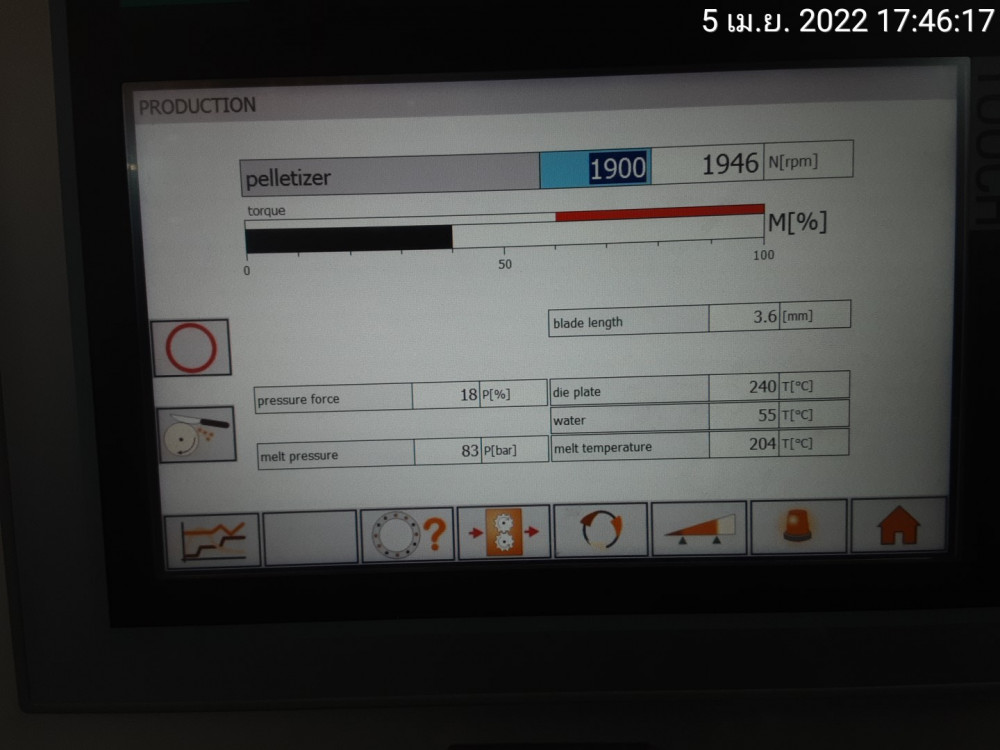 5 เม.ย. 2022 17:46:17
PRODUCTION
pelletizer 1900 1946 N[rpm]
torque
M[%]
0 50 100
blade length 3.6 [mm]
pressure force 18 P[%] die plate 240 T[°C]
water 55 T[°C]
melt pressure 83 P[bar] melt temperature 204 T[°C]
?